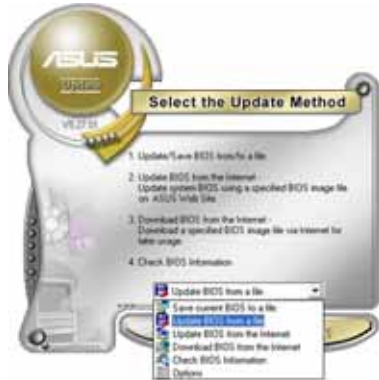 ASUS
Update
Select the Update Method
1. Update/Save BIOS from/to a file.
2. Update BIOS from the Internet -
Update system BIOS using a specified BIOS image file
on ASUS Web Site.
3. Download BIOS from the Internet -
Download a specified BIOS image file via Internet for
later usage.
4. Check BIOS Information.
Update BIOS from a file
Save current BIOS to a file
Update BIOS from a file
Update BIOS from the Internet
Download BIOS from the Internet
Check BIOS Information
Options